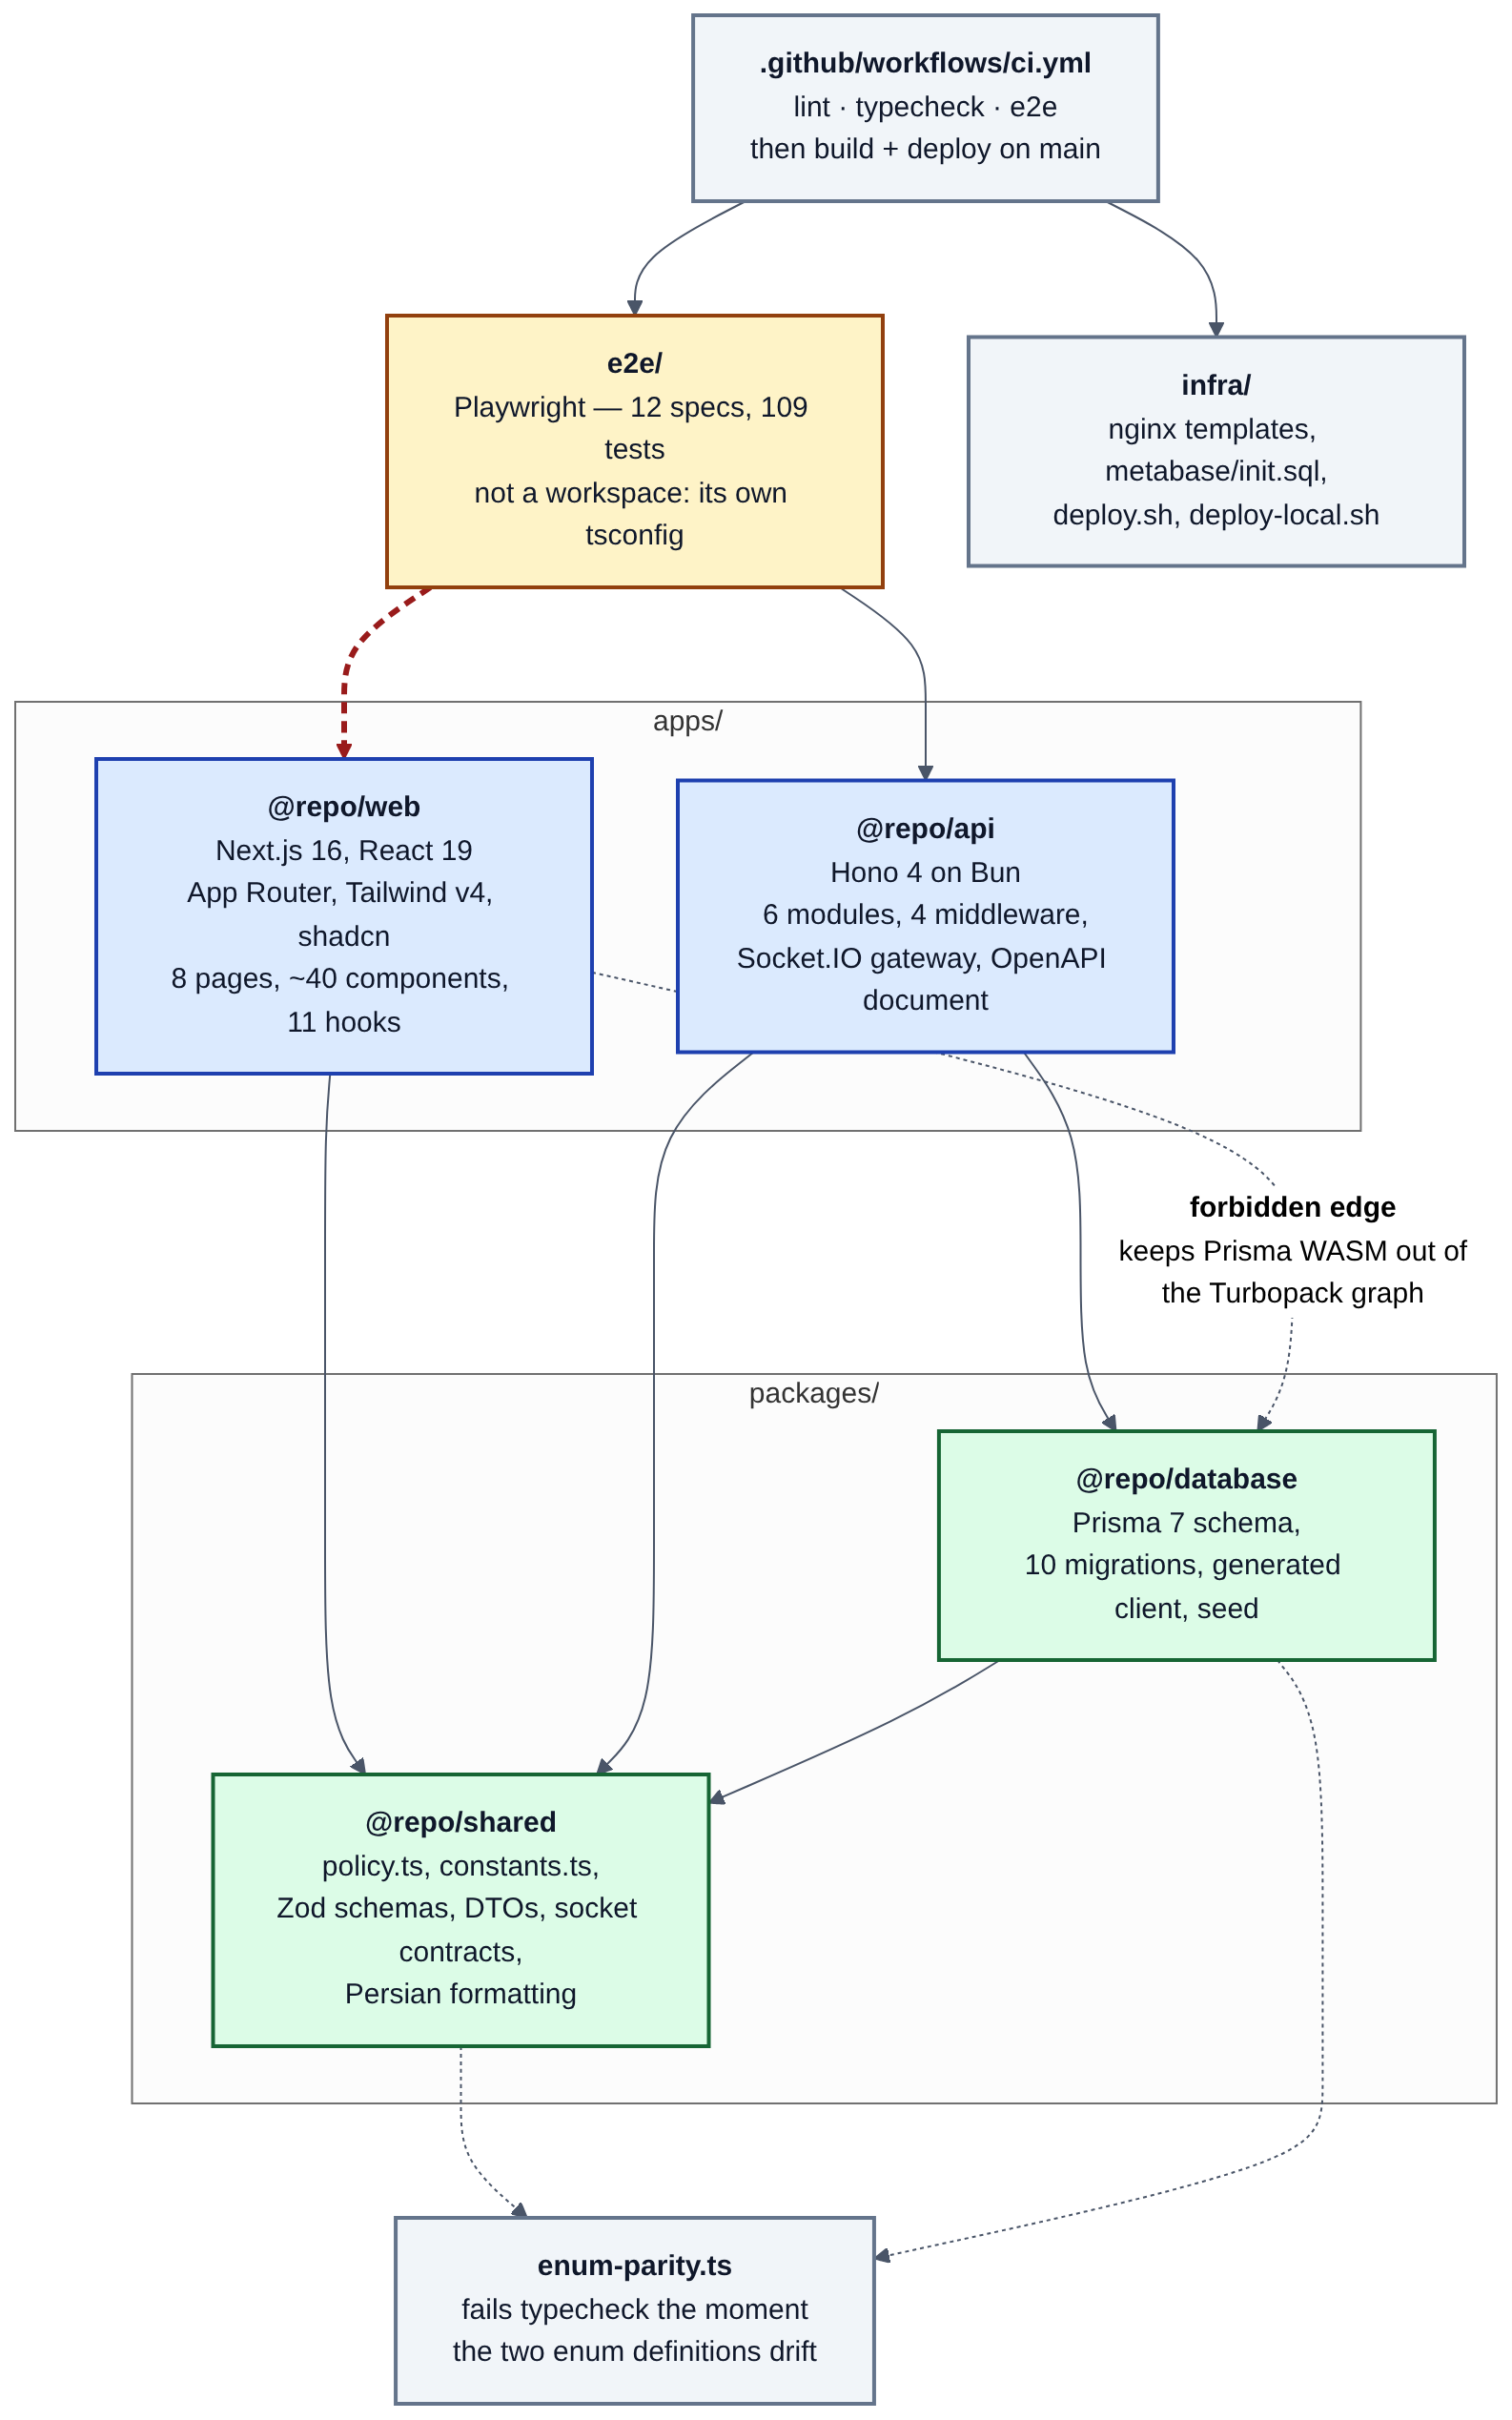 .github/workflows/ci.yml
lint · typecheck · e2e
then build + deploy on main
e2e/
Playwright — 12 specs, 109
tests
not a workspace: its own
tsconfig
infra/
nginx templates,
metabase/init.sql,
deploy.sh, deploy-local.sh
apps/
@repo/web
Next.js 16, React 19
App Router, Tailwind v4,
shadcn
8 pages, ~40 components,
11 hooks
@repo/api
Hono 4 on Bun
6 modules, 4 middleware,
Socket.IO gateway, OpenAPI
document
forbidden edge
keeps Prisma WASM out of
the Turbopack graph
packages/
@repo/database
Prisma 7 schema,
10 migrations, generated
client, seed
@repo/shared
policy.ts, constants.ts,
Zod schemas, DTOs, socket
contracts,
Persian formatting
enum-parity.ts
fails typecheck the moment
the two enum definitions drift